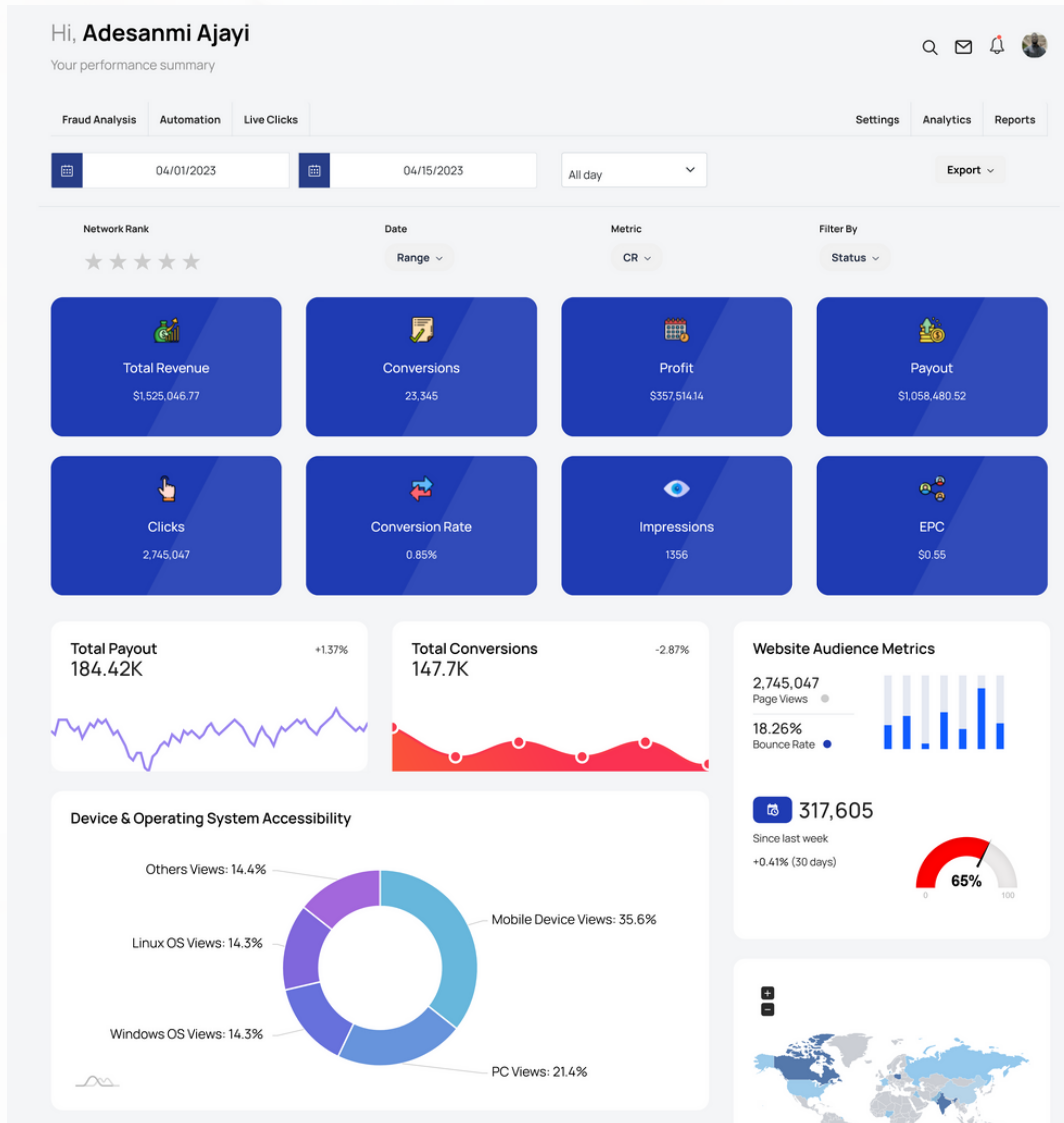 Hi, Adesanmi Ajayi
Your performance summary
Fraud Analysis Automation Live Clicks Settings Analytics Reports
04/01/2023 04/15/2023 All day Export
Network Rank Date Metric Filter By
Range CR Status
Total Revenue Conversions Profit Payout
$1,525,046.77 23,345 $357,514.14 $1,058,480.52
Clicks Conversion Rate Impressions EPC
2,745,047 0.85% 1356 $0.55
Total Payout +1.37%
184.42K
Total Conversions -2.87%
147.7K
Website Audience Metrics
2,745,047
Page Views
18.26%
Bounce Rate
317,605
Since last week
+0.41% (30 days)
65%
0 100
Device & Operating System Accessibility
Others Views: 14.4%
Mobile Device Views: 35.6%
Linux OS Views: 14.3%
Windows OS Views: 14.3%
PC Views: 21.4%
+
−